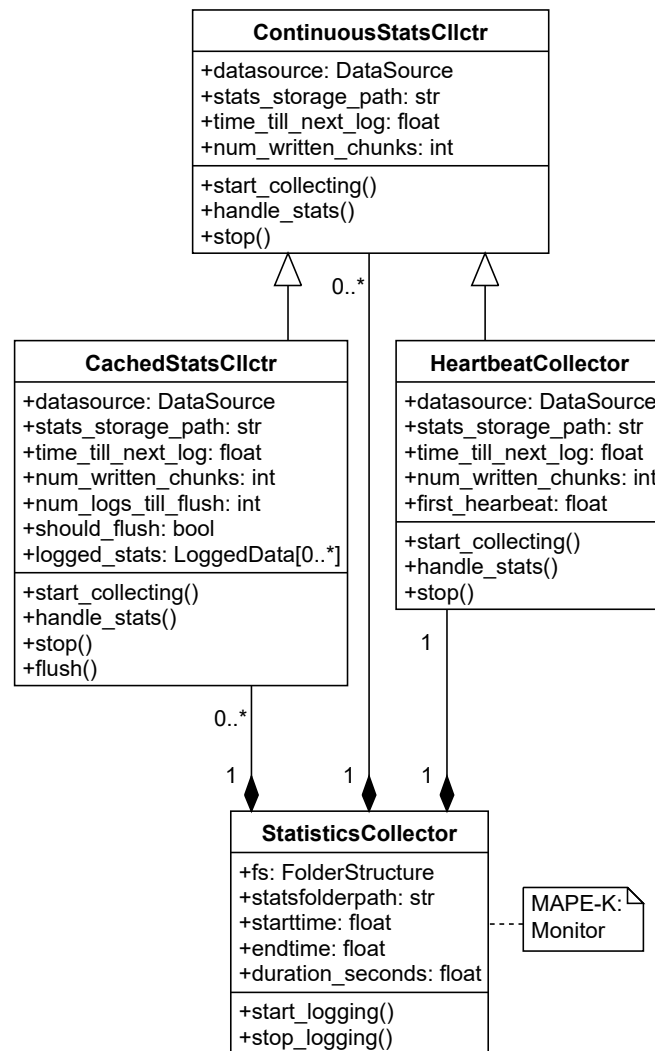 ContinuousStatsCllctr
+datasource: DataSource
+stats_storage_path: str
+time_till_next_log: float
+num_written_chunks: int
+start_collecting()
+handle_stats()
+stop()
0..*
CachedStatsCllctr
+datasource: DataSource
+stats_storage_path: str
+time_till_next_log: float
+num_written_chunks: int
+num_logs_till_flush: int
+should_flush: bool
+logged_stats: LoggedData[0..*]
+start_collecting()
+handle_stats()
+stop()
+flush()
HeartbeatCollector
+datasource: DataSource
+stats_storage_path: str
+time_till_next_log: float
+num_written_chunks: int
+first_hearbeat: float
+start_collecting()
+handle_stats()
+stop()
1
0..*
1
1
1
StatisticsCollector
+fs: FolderStructure
+statsfolderpath: str
+starttime: float
+endtime: float
+duration_seconds: float
+start_logging()
+stop_logging()
MAPE-K:
Monitor